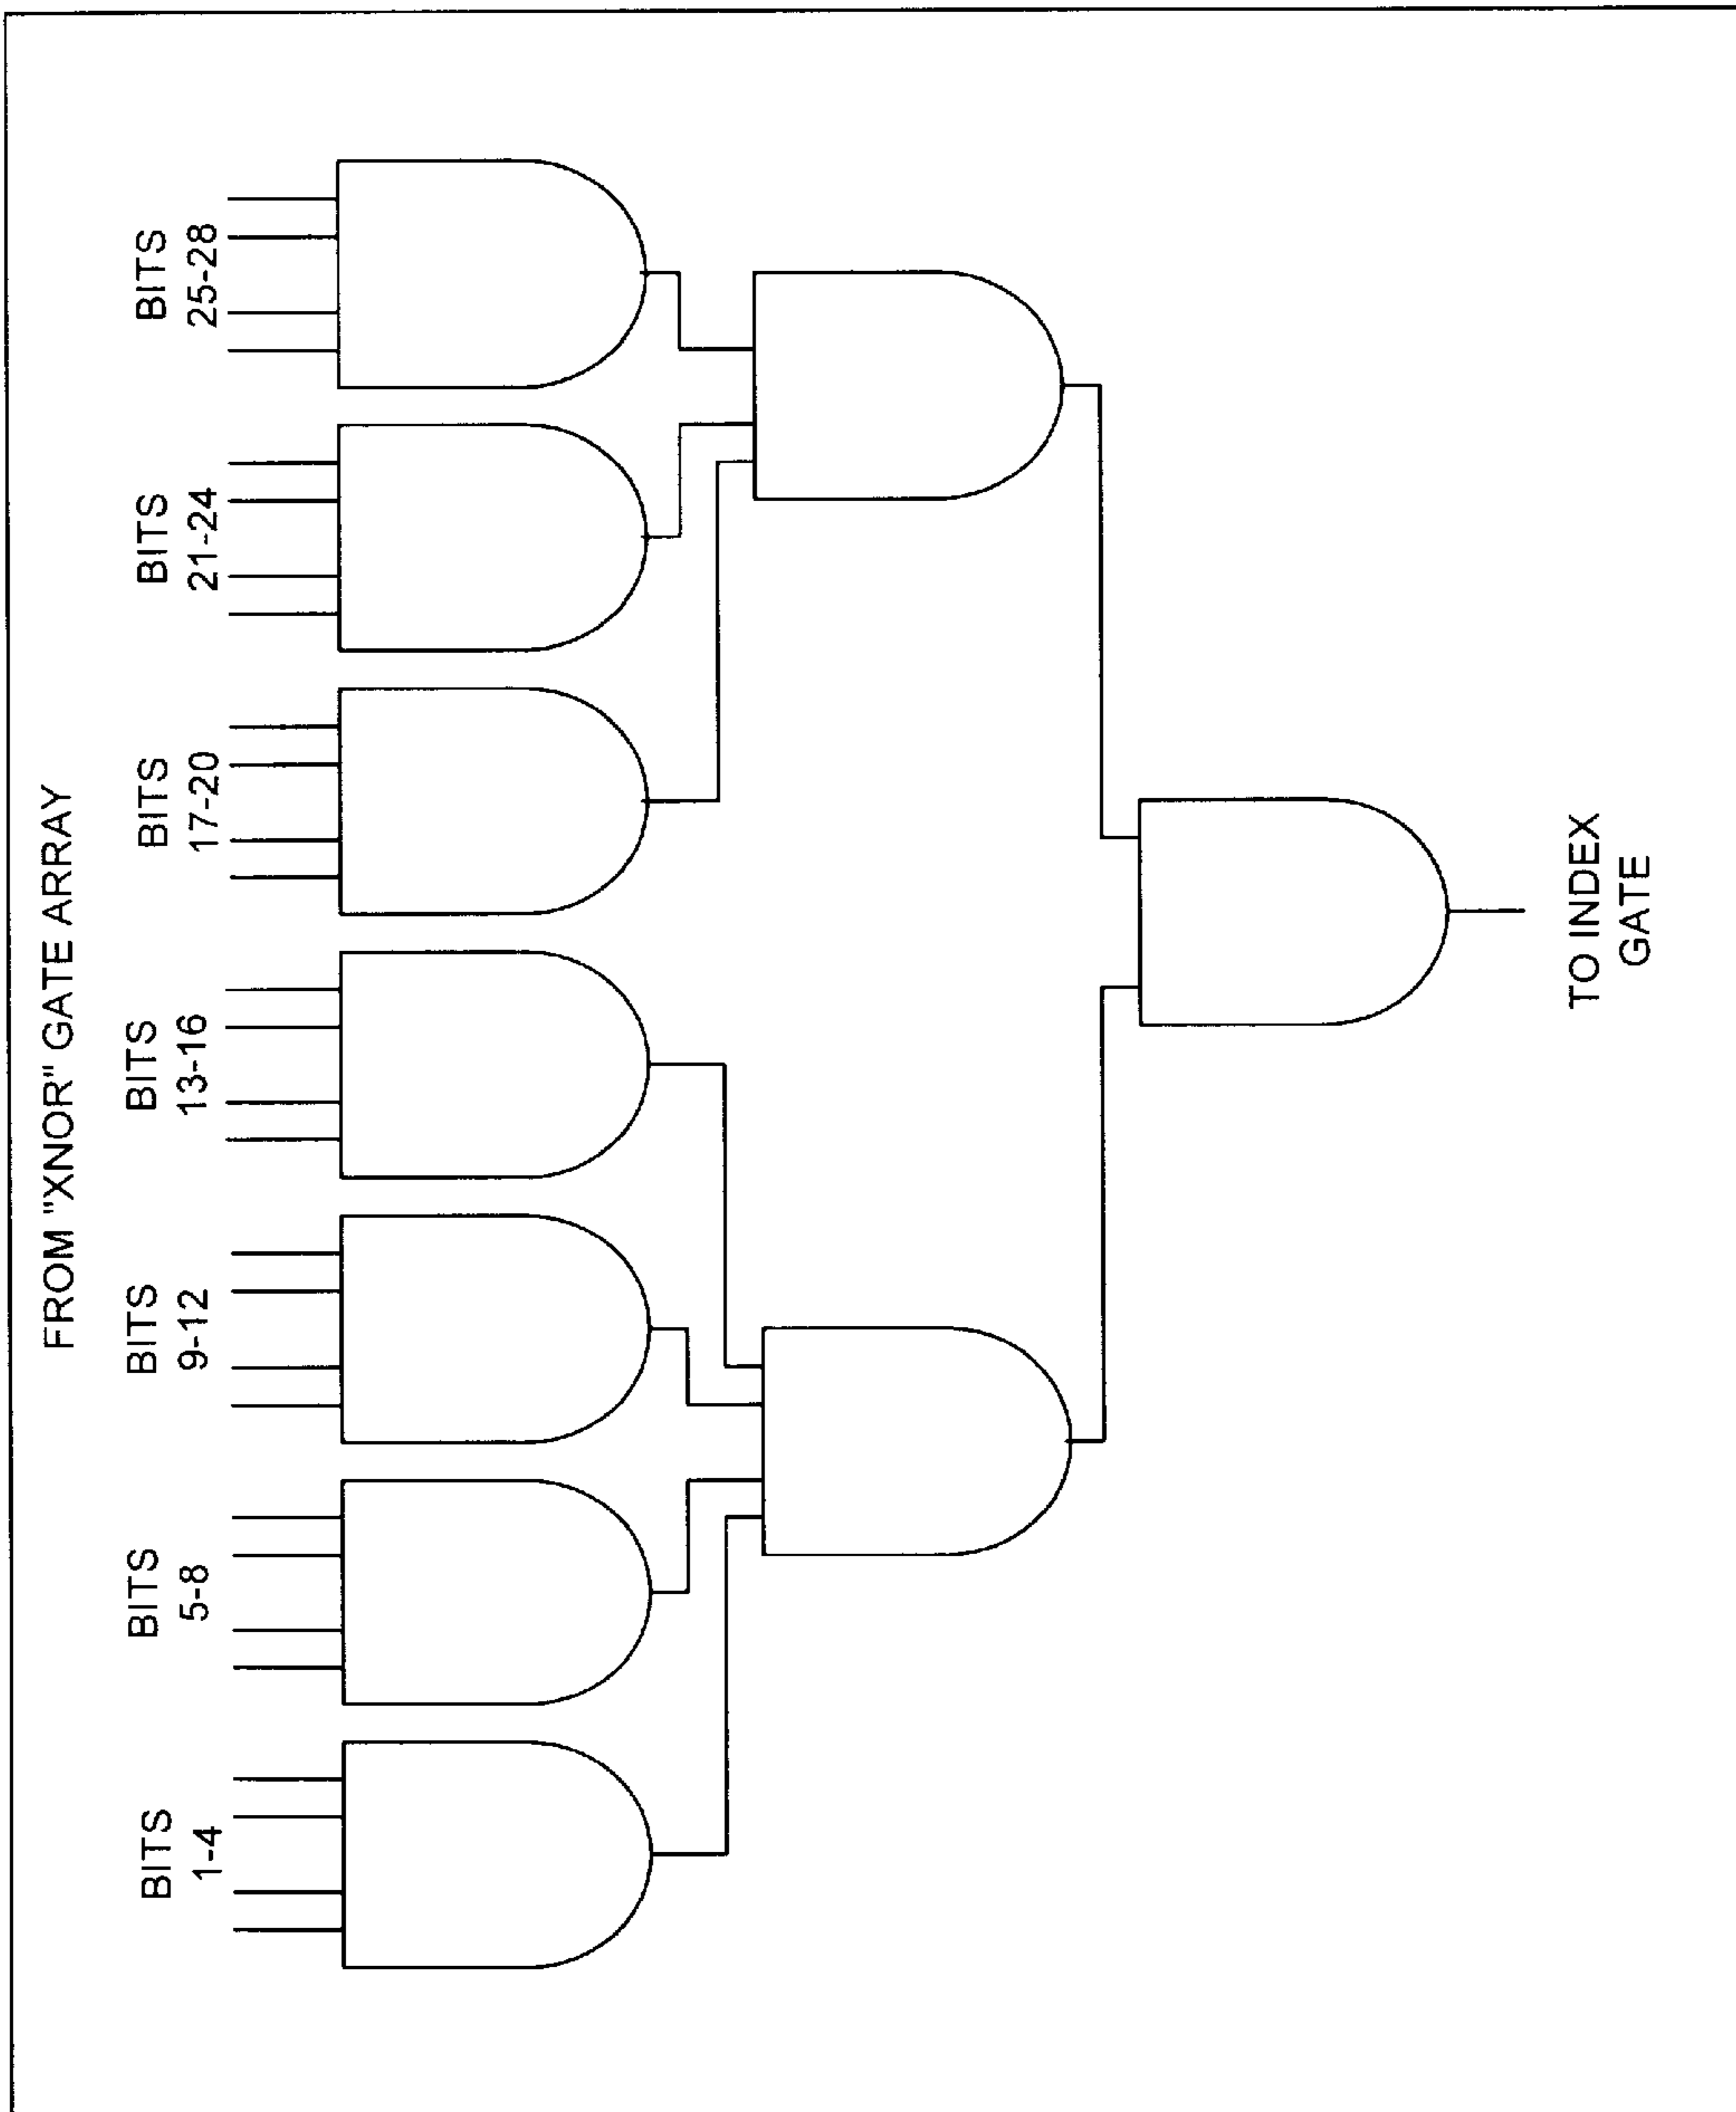 FROM "XNOR" GATE ARRAY
BITS
1-4
BITS
5-8
BITS
9-12
BITS
13-16
BITS
17-20
BITS
21-24
BITS
25-28
TO INDEX
GATE